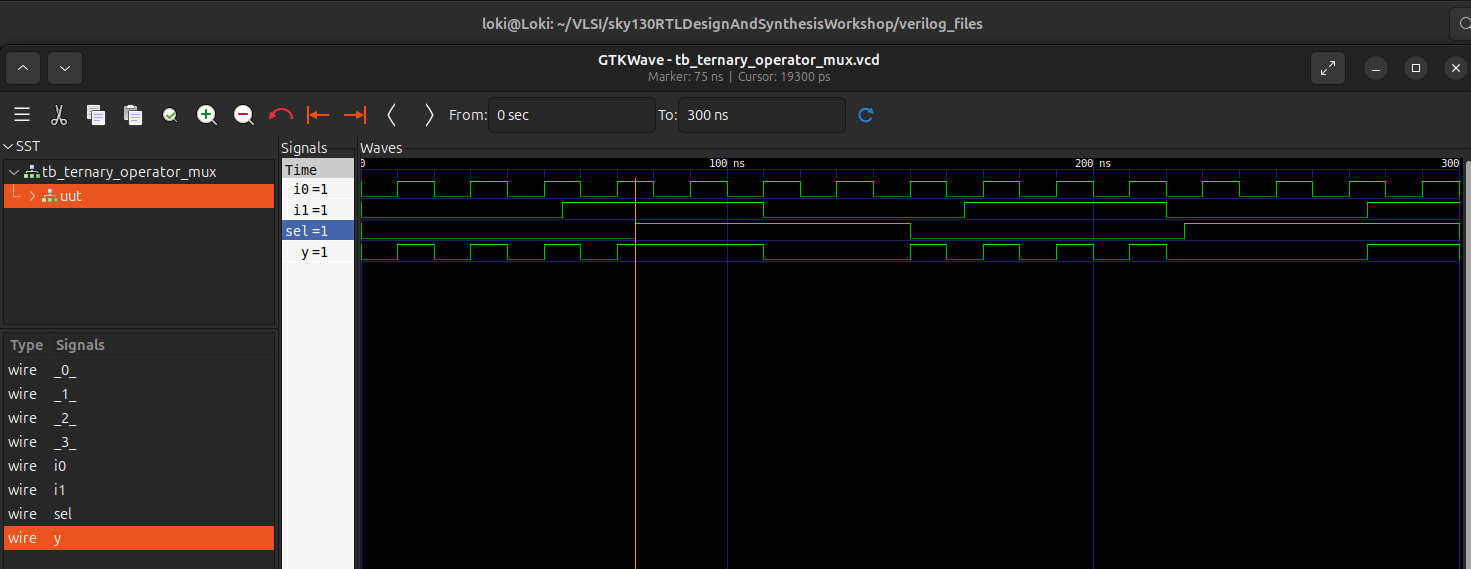 loki@Loki: ~/VLSI/sky130RTLDesignAndSynthesisWorkshop/verilog_files
GTKWave - tb_ternary_operator_mux.vcd
Marker: 75 ns | Cursor: 19300 ps
From: 0 sec To: 300 ns
SST
tb_ternary_operator_mux
uut
Type Signals
wire _0_
wire _1_
wire _2_
wire _3_
wire i0
wire i1
wire sel
wire y
Signals
Time
i0 =1
i1 =1
sel =1
y =1
Waves
0 100 ns 200 ns 300